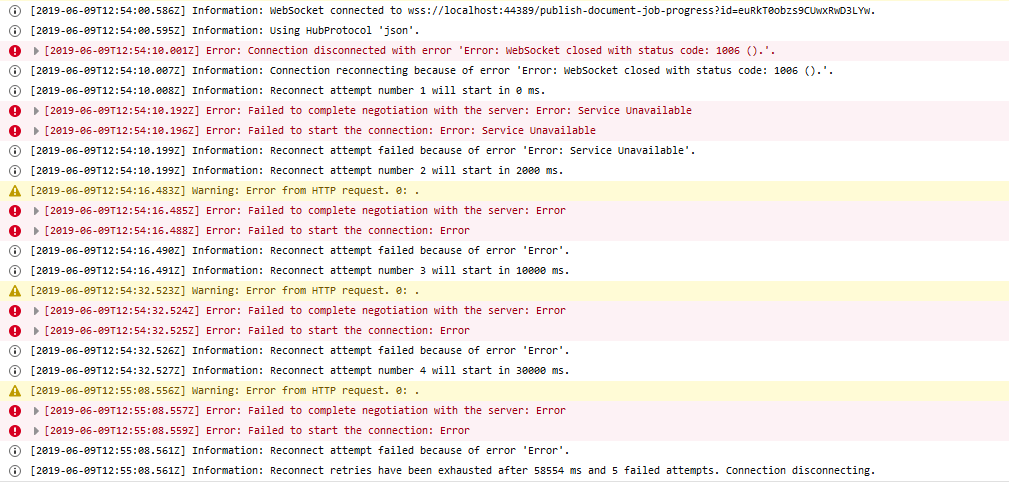 [2019-06-09T12:54:00.586Z] Information: WebSocket connected to wss://localhost:44389/publish-document-job-progress?id=euRkT0obzs9CUwxRwD3LYw.
[2019-06-09T12:54:00.595Z] Information: Using HubProtocol 'json'.
[2019-06-09T12:54:10.001Z] Error: Connection disconnected with error 'Error: WebSocket closed with status code: 1006 ().'.
[2019-06-09T12:54:10.007Z] Information: Connection reconnecting because of error 'Error: WebSocket closed with status code: 1006 ().'.
[2019-06-09T12:54:10.008Z] Information: Reconnect attempt number 1 will start in 0 ms.
[2019-06-09T12:54:10.192Z] Error: Failed to complete negotiation with the server: Error: Service Unavailable
[2019-06-09T12:54:10.196Z] Error: Failed to start the connection: Error: Service Unavailable
[2019-06-09T12:54:10.199Z] Information: Reconnect attempt failed because of error 'Error: Service Unavailable'.
[2019-06-09T12:54:10.199Z] Information: Reconnect attempt number 2 will start in 2000 ms.
[2019-06-09T12:54:16.483Z] Warning: Error from HTTP request. 0: .
[2019-06-09T12:54:16.485Z] Error: Failed to complete negotiation with the server: Error
[2019-06-09T12:54:16.488Z] Error: Failed to start the connection: Error
[2019-06-09T12:54:16.490Z] Information: Reconnect attempt failed because of error 'Error'.
[2019-06-09T12:54:16.491Z] Information: Reconnect attempt number 3 will start in 10000 ms.
[2019-06-09T12:54:32.523Z] Warning: Error from HTTP request. 0: .
[2019-06-09T12:54:32.524Z] Error: Failed to complete negotiation with the server: Error
[2019-06-09T12:54:32.525Z] Error: Failed to start the connection: Error
[2019-06-09T12:54:32.526Z] Information: Reconnect attempt failed because of error 'Error'.
[2019-06-09T12:54:32.527Z] Information: Reconnect attempt number 4 will start in 30000 ms.
[2019-06-09T12:55:08.556Z] Warning: Error from HTTP request. 0: .
[2019-06-09T12:55:08.557Z] Error: Failed to complete negotiation with the server: Error
[2019-06-09T12:55:08.559Z] Error: Failed to start the connection: Error
[2019-06-09T12:55:08.561Z] Information: Reconnect attempt failed because of error 'Error'.
[2019-06-09T12:55:08.561Z] Information: Reconnect retries have been exhausted after 58554 ms and 5 failed attempts. Connection disconnecting.